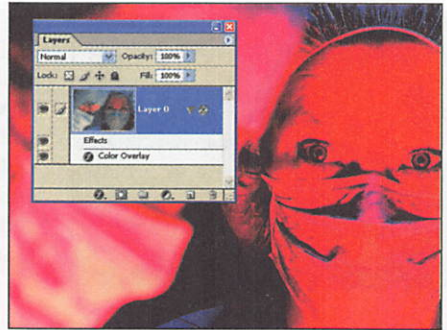 Layers
Normal Opacity: 100%
Lock: Fill: 100%
Layer 0
Effects
Color Overlay